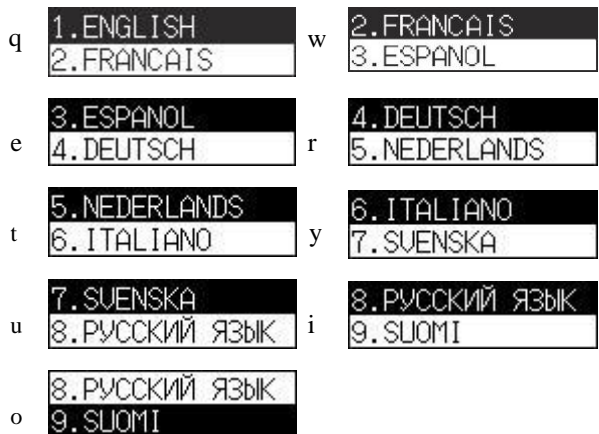 q
1.ENGLISH
2.FRANCAIS
w
2.FRANCAIS
3.ESPANOL
e
3.ESPANOL
4.DEUTSCH
r
4.DEUTSCH
5.NEDERLANDS
t
5.NEDERLANDS
6.ITALIANO
y
6.ITALIANO
7.SVENSKA
u
7.SVENSKA
8.РУССКИЙ ЯЗЫК
i
8.РУССКИЙ ЯЗЫК
9.SUOMI
o
8.РУССКИЙ ЯЗЫК
9.SUOMI